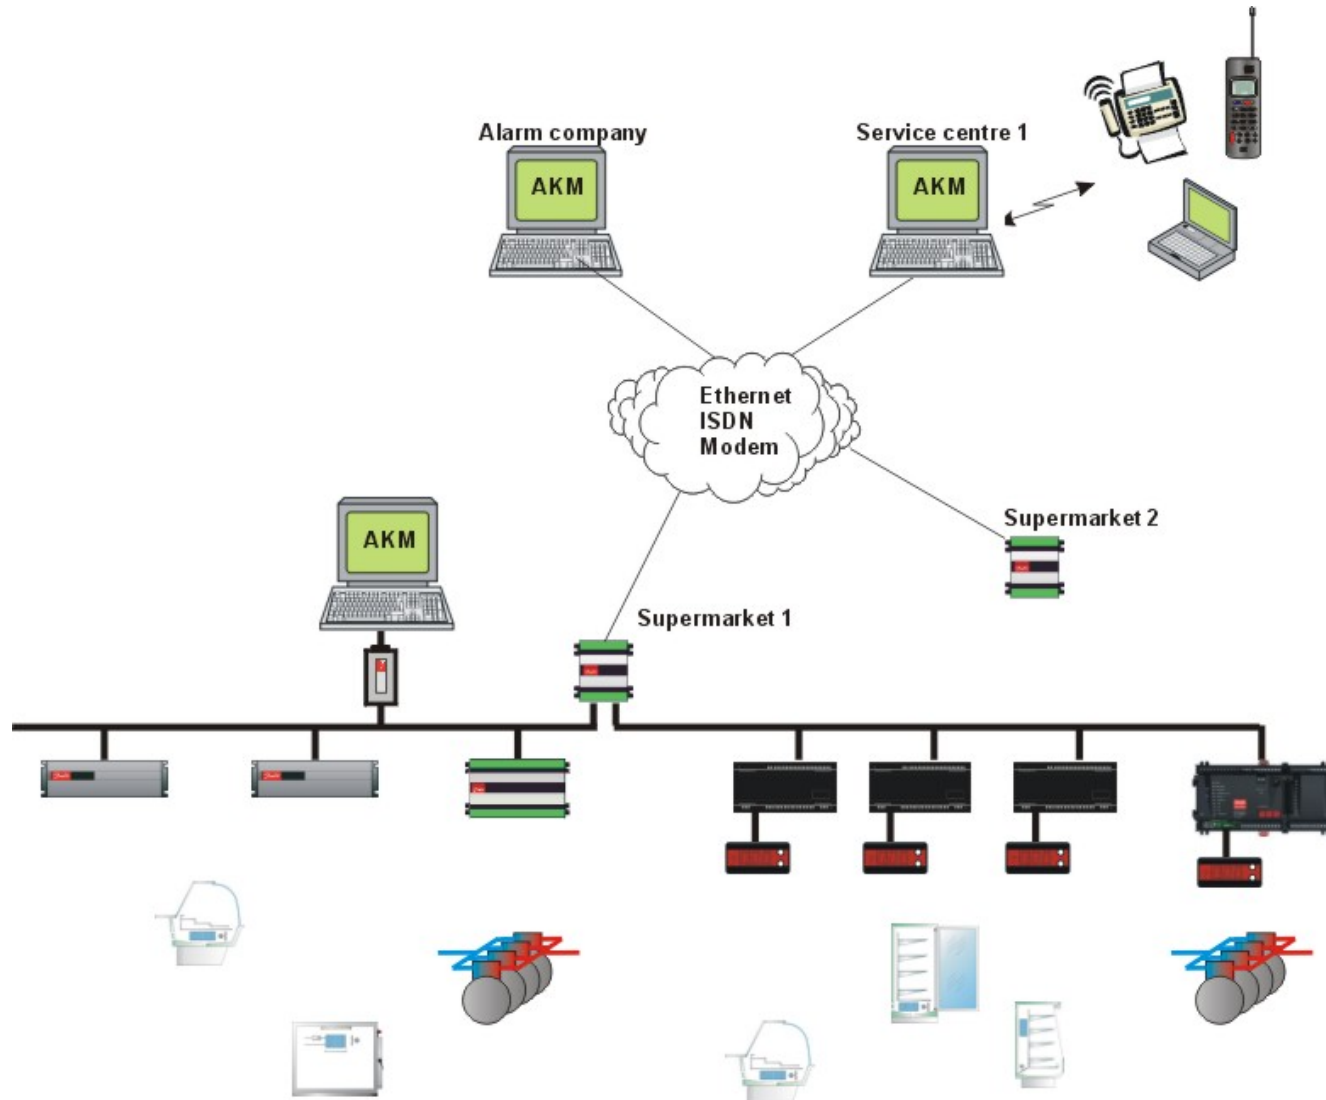 Alarm company
Service centre 1
AKM
AKM
Ethernet
ISDN
Modem
Supermarket 2
AKM
Supermarket 1